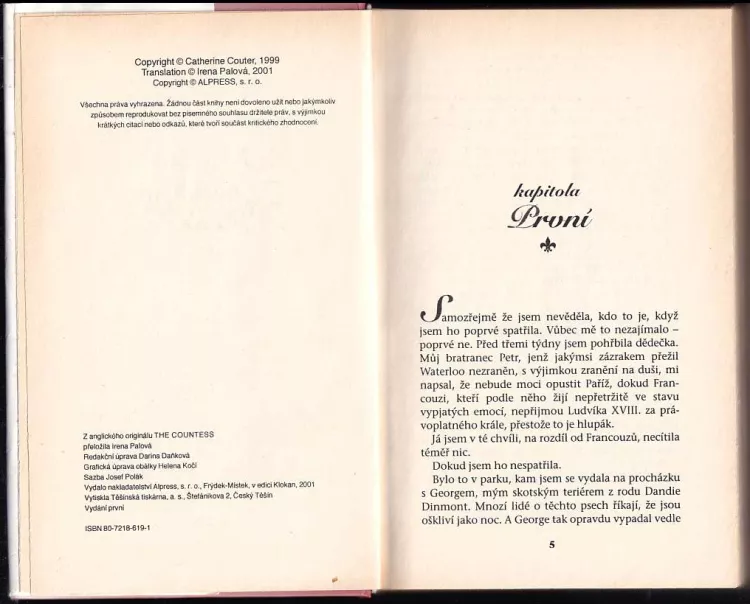 Copyright © Catherine Couter, 1999
Translation © Irena Palová, 2001
Copyright © ALPRESS, s. r. o.
Všechna práva vyhrazena. Žádnou část knihy není dovoleno užít nebo jakýmkoliv
způsobem reprodukovat bez písemného souhlasu držitele práv, s výjimkou
krátkých citací nebo odkazů, které tvoří součást kritického zhodnocení.
Z anglického originálu THE COUNTESS
přeložila Irena Palová
Redakční úprava Darina Daňková
Grafická úprava obálky Helena Kočí
Sazba Josef Polák
Vydalo nakladatelství Alpress, s. r. o., Frýdek-Místek, v edici Klokan, 2001
Vytiskla Těšínská tiskárna, a. s., Štefánikova 2, Český Těšín
Vydání první
ISBN 80-7218-619-1
kapitola
První
Samozřejmě že jsem nevěděla, kdo to je, když
jsem ho poprvé spatřila. Vůbec mě to nezajímalo –
poprvé ne. Před třemi týdny jsem pohřbila dědečka.
Můj bratranec Petr, jenž jakýmsi zázrakem přežil
Waterloo nezraněn, s výjimkou zranění na duši, mi
napsal, že nebude moci opustit Paříž, dokud Fran-
couzi, kteří podle něho žijí nepřetržitě ve stavu
vypjatých emocí, nepřijmou Ludvíka XVIII. za prá-
voplatného krále, přestože to je hlupák.
Já jsem v té chvíli, na rozdíl od Francouzů, necítila
téměř nic.
Dokud jsem ho nespatřila.
Bylo to v parku, kam jsem se vydala na procházku
s Georgem, mým skotským teriérem z rodu Dandie
Dinmont. Mnozí lidé o těchto psech říkají, že jsou
oškliví jako noc. A George tak opravdu vypadal vedle
5